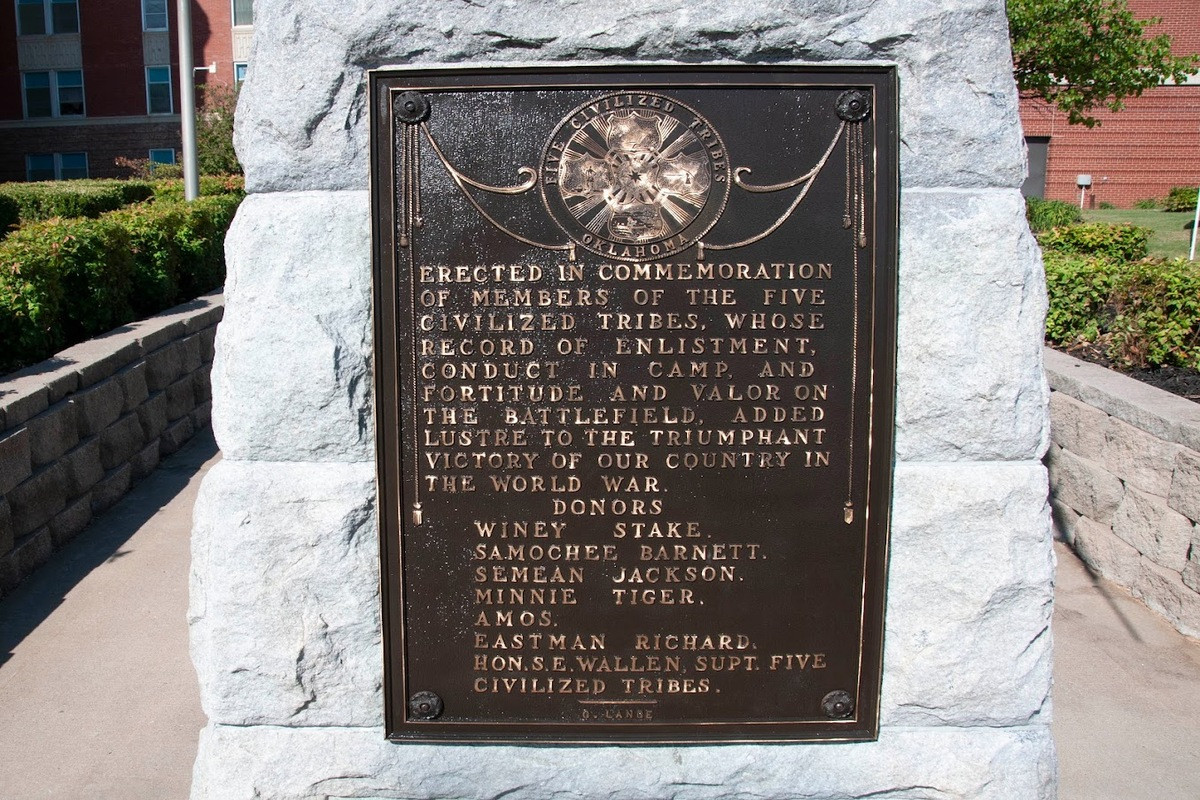 FIVE CIVILIZED TRIBES
OKLAHOMA
ERECTED IN COMMEMORATION
OF MEMBERS OF THE FIVE
CIVILIZED TRIBES, WHOSE
RECORD OF ENLISTMENT,
CONDUCT IN CAMP, AND
FORTITUDE AND VALOR ON
THE BATTLEFIELD, ADDED
LUSTRE TO THE TRIUMPHANT
VICTORY OF OUR COUNTRY IN
THE WORLD WAR.
DONORS
WINEY STAKE.
SAMOCHEE BARNETT.
SEMEAN JACKSON.
MINNIE TIGER.
AMOS.
EASTMAN RICHARD.
HON.S.E.WALLEN, SUPT. FIVE
CIVILIZED TRIBES.